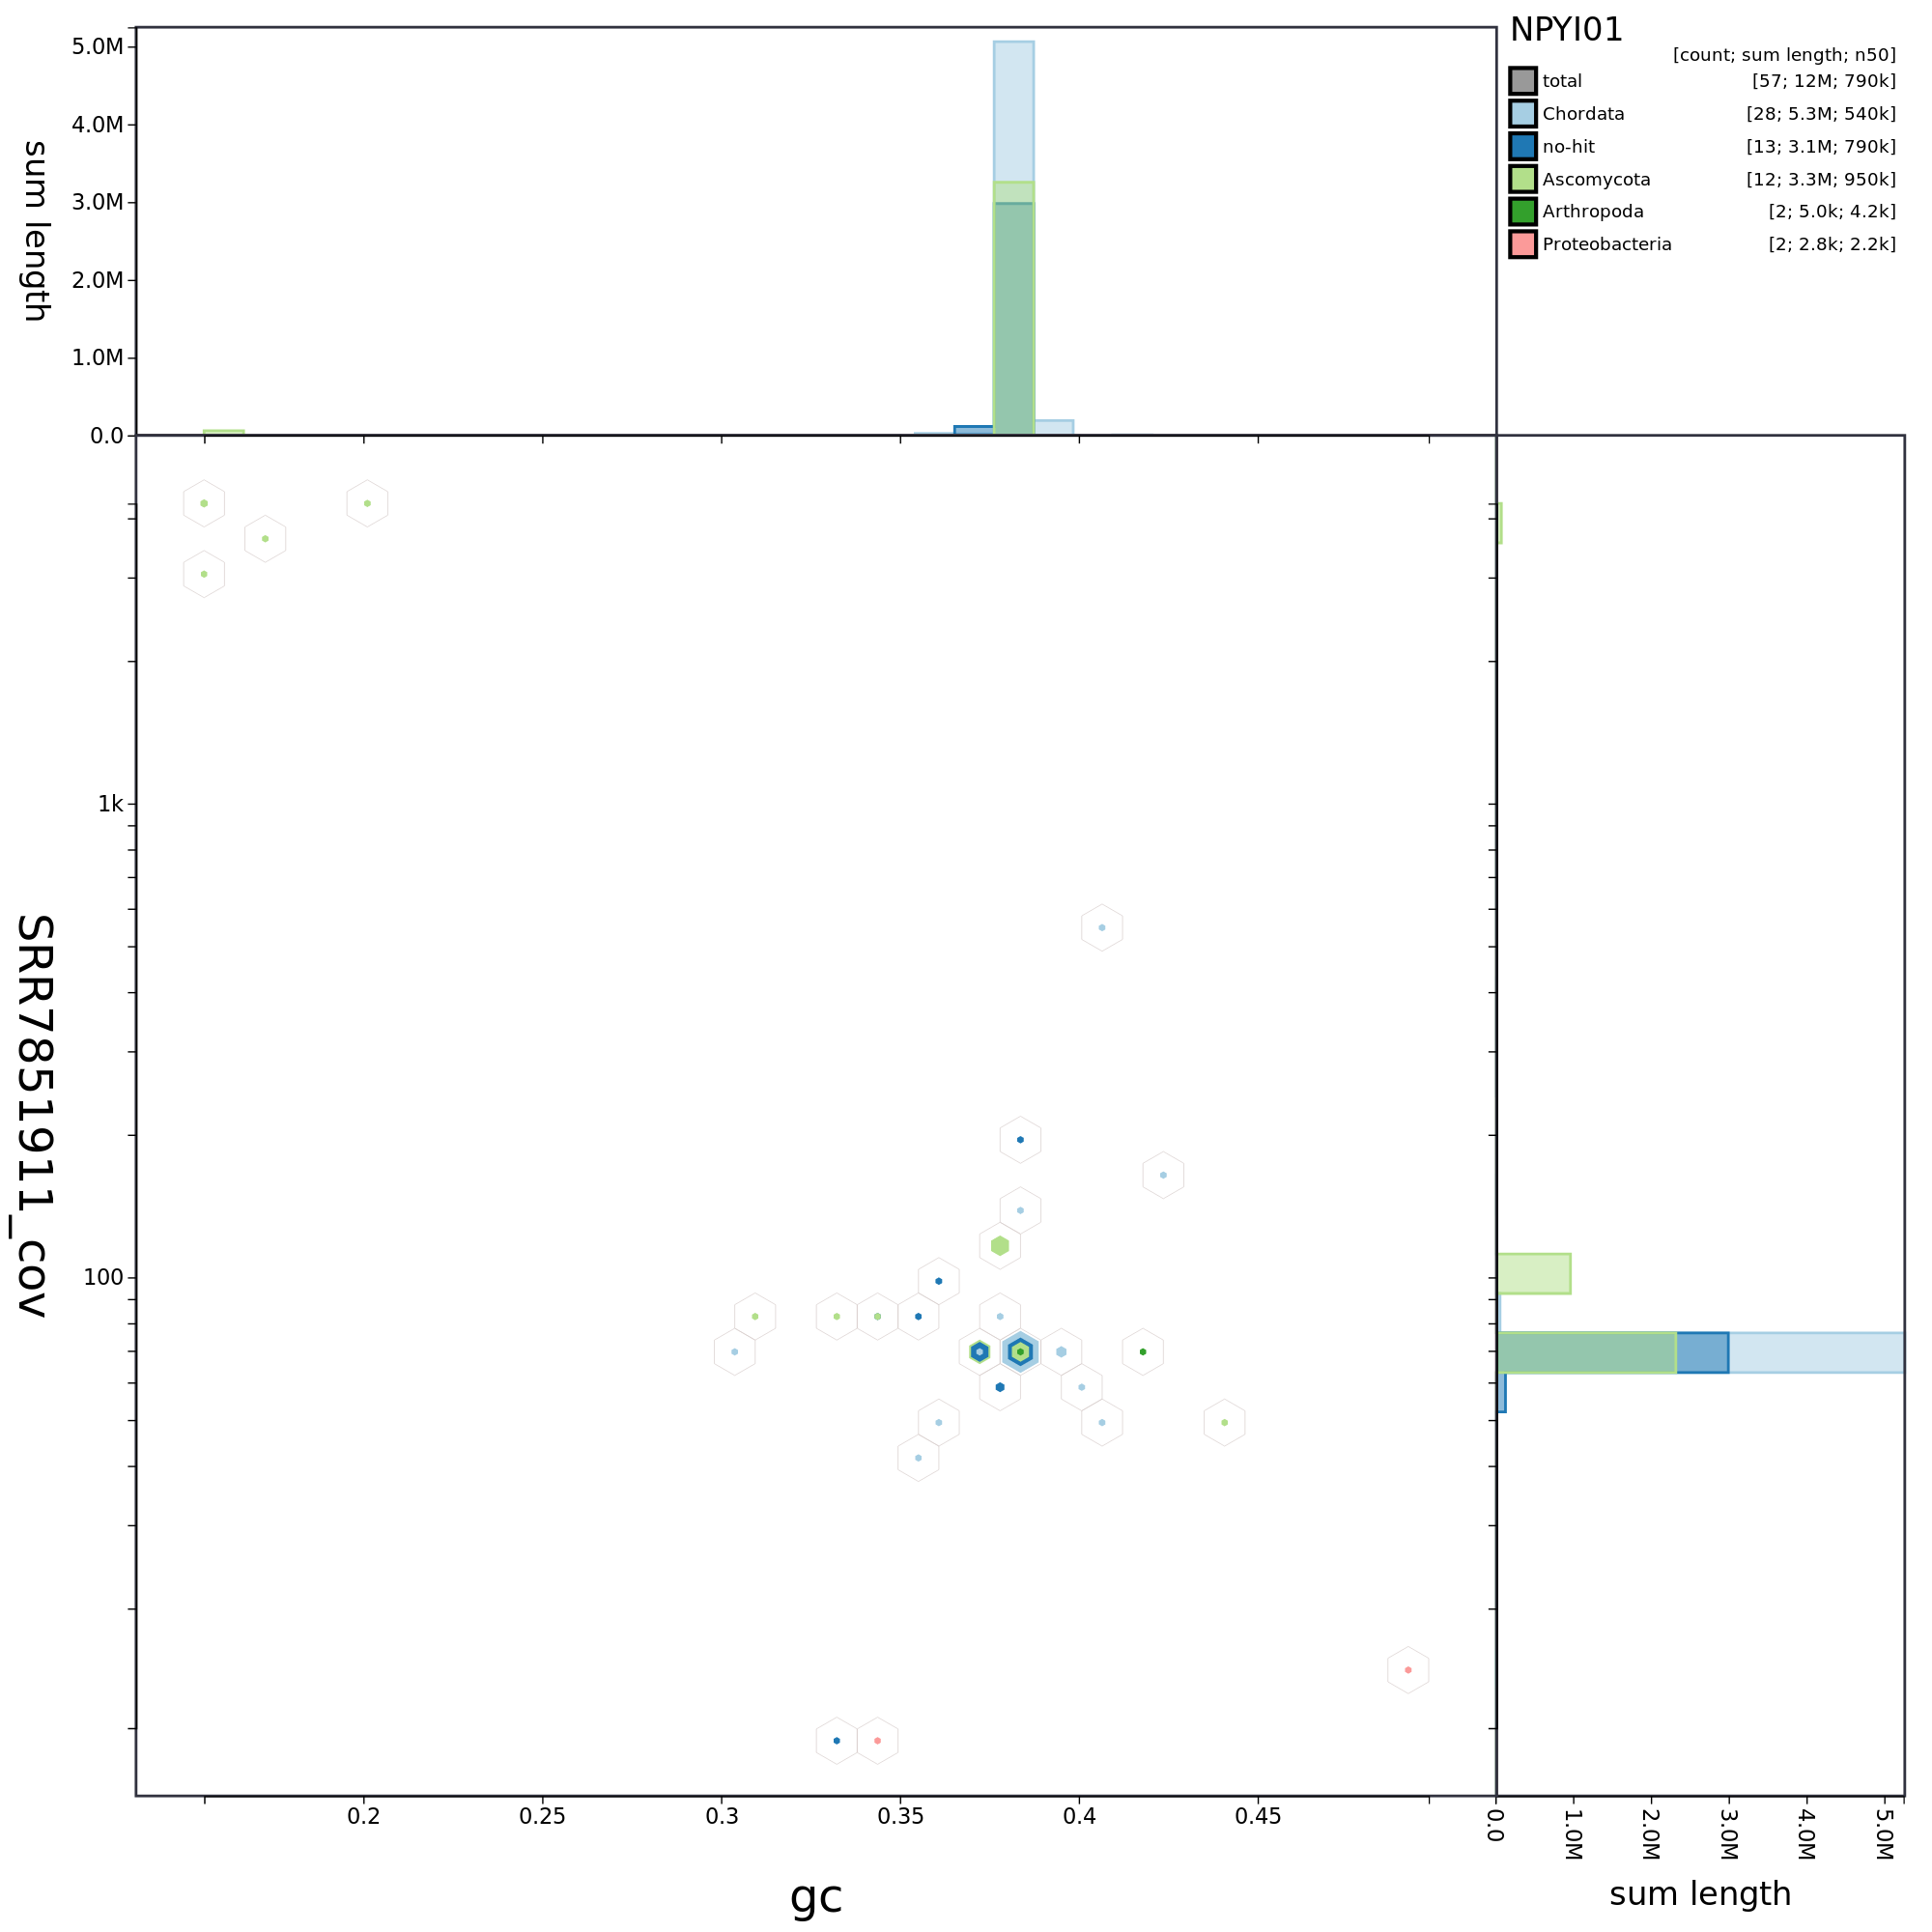 NPYI01
[count; sum length; n50]
total [57; 12M; 790k]
Chordata [28; 5.3M; 540k]
no-hit [13; 3.1M; 790k]
Ascomycota [12; 3.3M; 950k]
Arthropoda [2; 5.0k; 4.2k]
Proteobacteria [2; 2.8k; 2.2k]
sum length
5.0M
4.0M
3.0M
2.0M
1.0M
0.0
SRR7851911_cov
1k
100
0.2 0.25 0.3 0.35 0.4 0.45
gc
0.0 1.0M 2.0M 3.0M 4.0M 5.0M
sum length